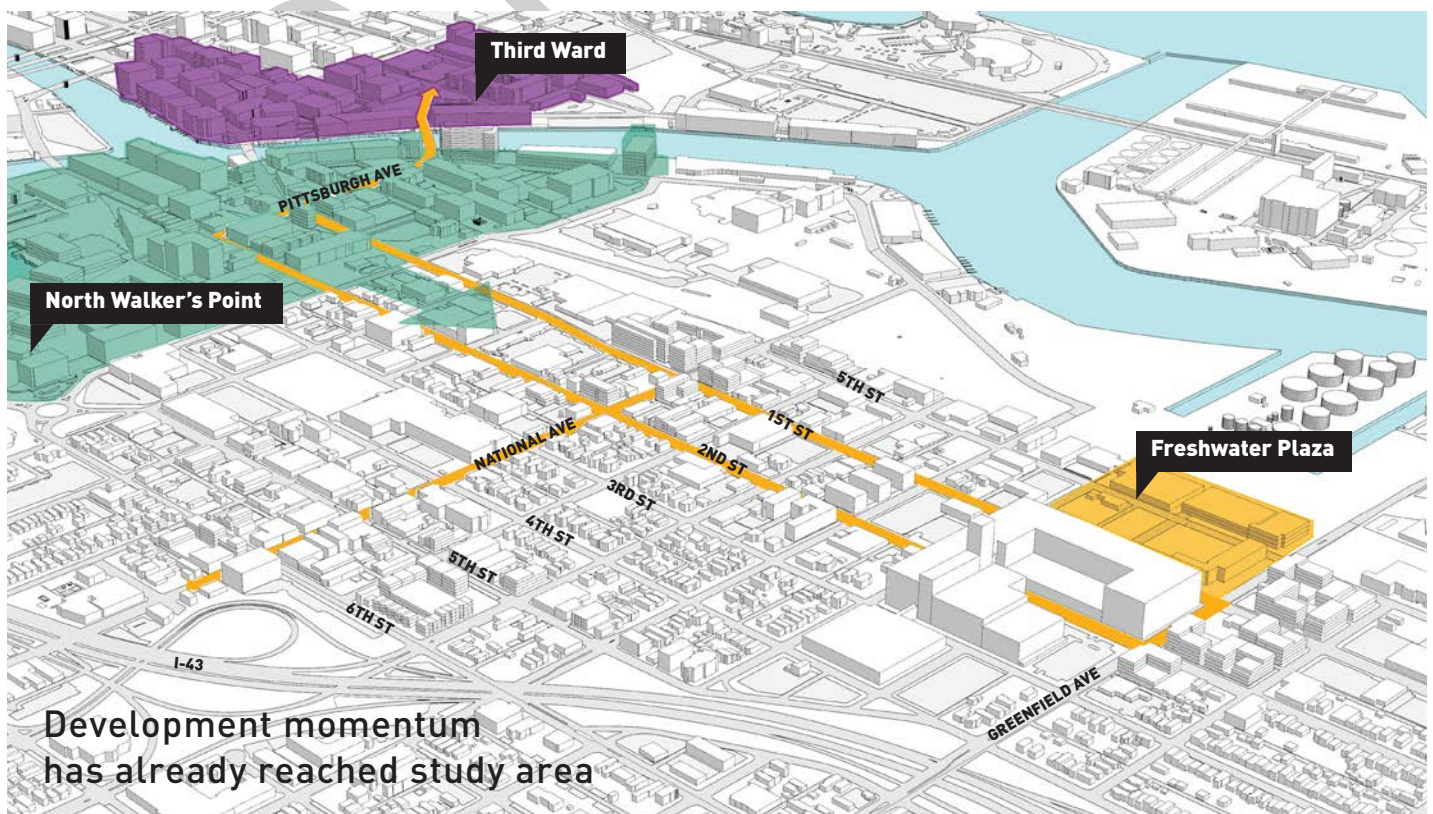 Third Ward
PITTSBURGH AVE
North Walker's Point
5TH ST
1ST ST
NATIONAL AVE
2ND ST
Freshwater Plaza
3RD ST
4TH ST
5TH ST
6TH ST
I-43
GREENFIELD AVE
Development momentum
has already reached study area